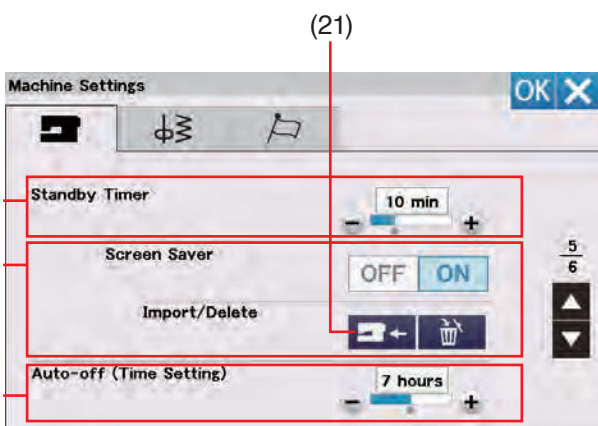 (21)
Machine Settings
OK
Standby Timer
10 min
- +
Screen Saver
OFF ON
5
6
Import/Delete
Auto-off (Time Setting)
7 hours
- +